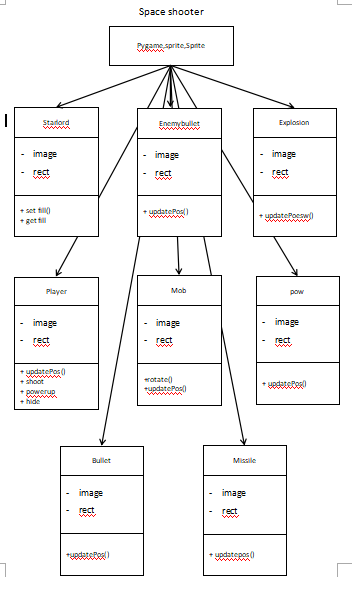 Space shooter
Pygame,sprite,Sprite
Starlord
- image
- rect
+ set fill()
+ get fill
Enemybullet
- image
- rect
+ updatePos()
Explosion
- image
- rect
+ updatePoesw()
Player
- image
- rect
+ updatePos()
+ shoot
+ powerup
+ hide
Mob
- image
- rect
+rotate()
+updatePos()
pow
- image
- rect
+ updatePos()
Bullet
- image
- rect
+updatePos()
Missile
- image
- rect
+ updatepos()